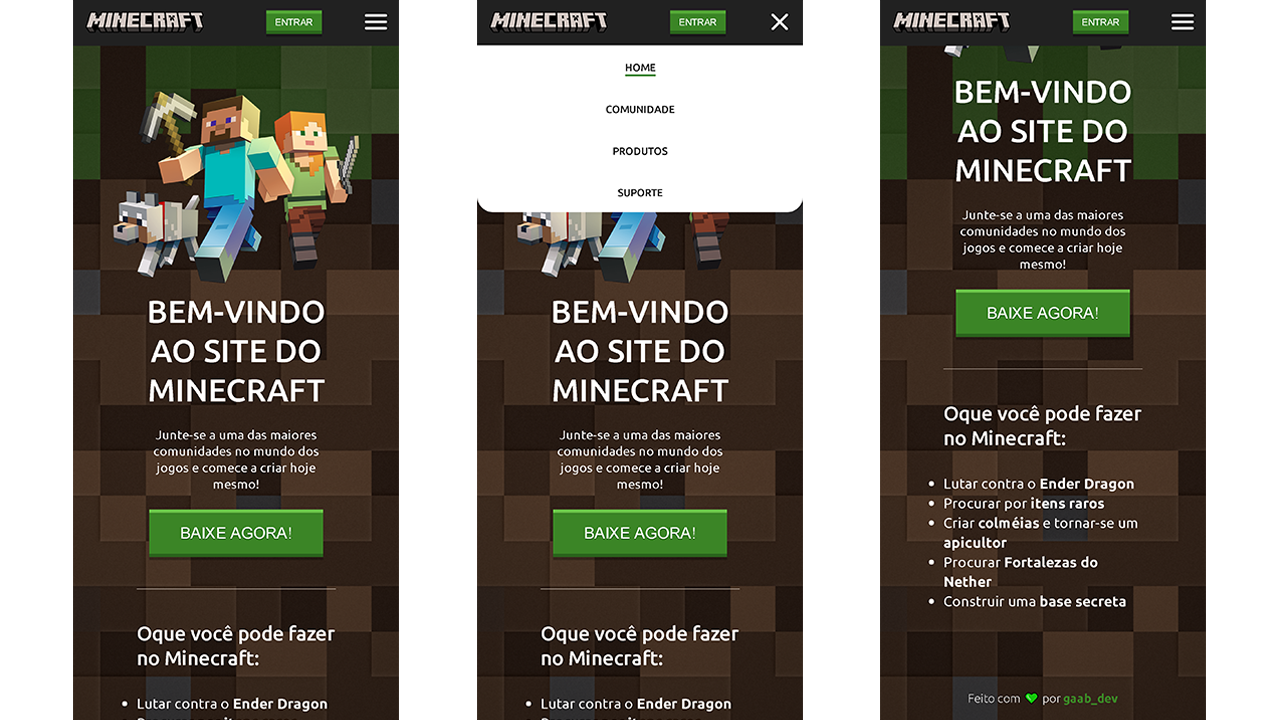 MINECRAFT
ENTRAR
BEM-VINDO
AO SITE DO
MINECRAFT
Junte-se a uma das maiores
comunidades no mundo dos
jogos e comece a criar hoje
mesmo!
BAIXE AGORA!
Oque você pode fazer
no Minecraft:
Lutar contra o Ender Dragon
MINECRAFT
ENTRAR
HOME
COMUNIDADE
PRODUTOS
SUPORTE
BEM-VINDO
AO SITE DO
MINECRAFT
Junte-se a uma das maiores
comunidades no mundo dos
jogos e comece a criar hoje
mesmo!
BAIXE AGORA!
Oque você pode fazer
no Minecraft:
Lutar contra o Ender Dragon
MINECRAFT
ENTRAR
BEM-VINDO
AO SITE DO
MINECRAFT
Junte-se a uma das maiores
comunidades no mundo dos
jogos e comece a criar hoje
mesmo!
BAIXE AGORA!
Oque você pode fazer
no Minecraft:
Lutar contra o Ender Dragon
Procurar por itens raros
Criar colméias e tornar-se um
apicultor
Procurar Fortalezas do
Nether
Construir uma base secreta
Feito com 💚 por gaab_dev